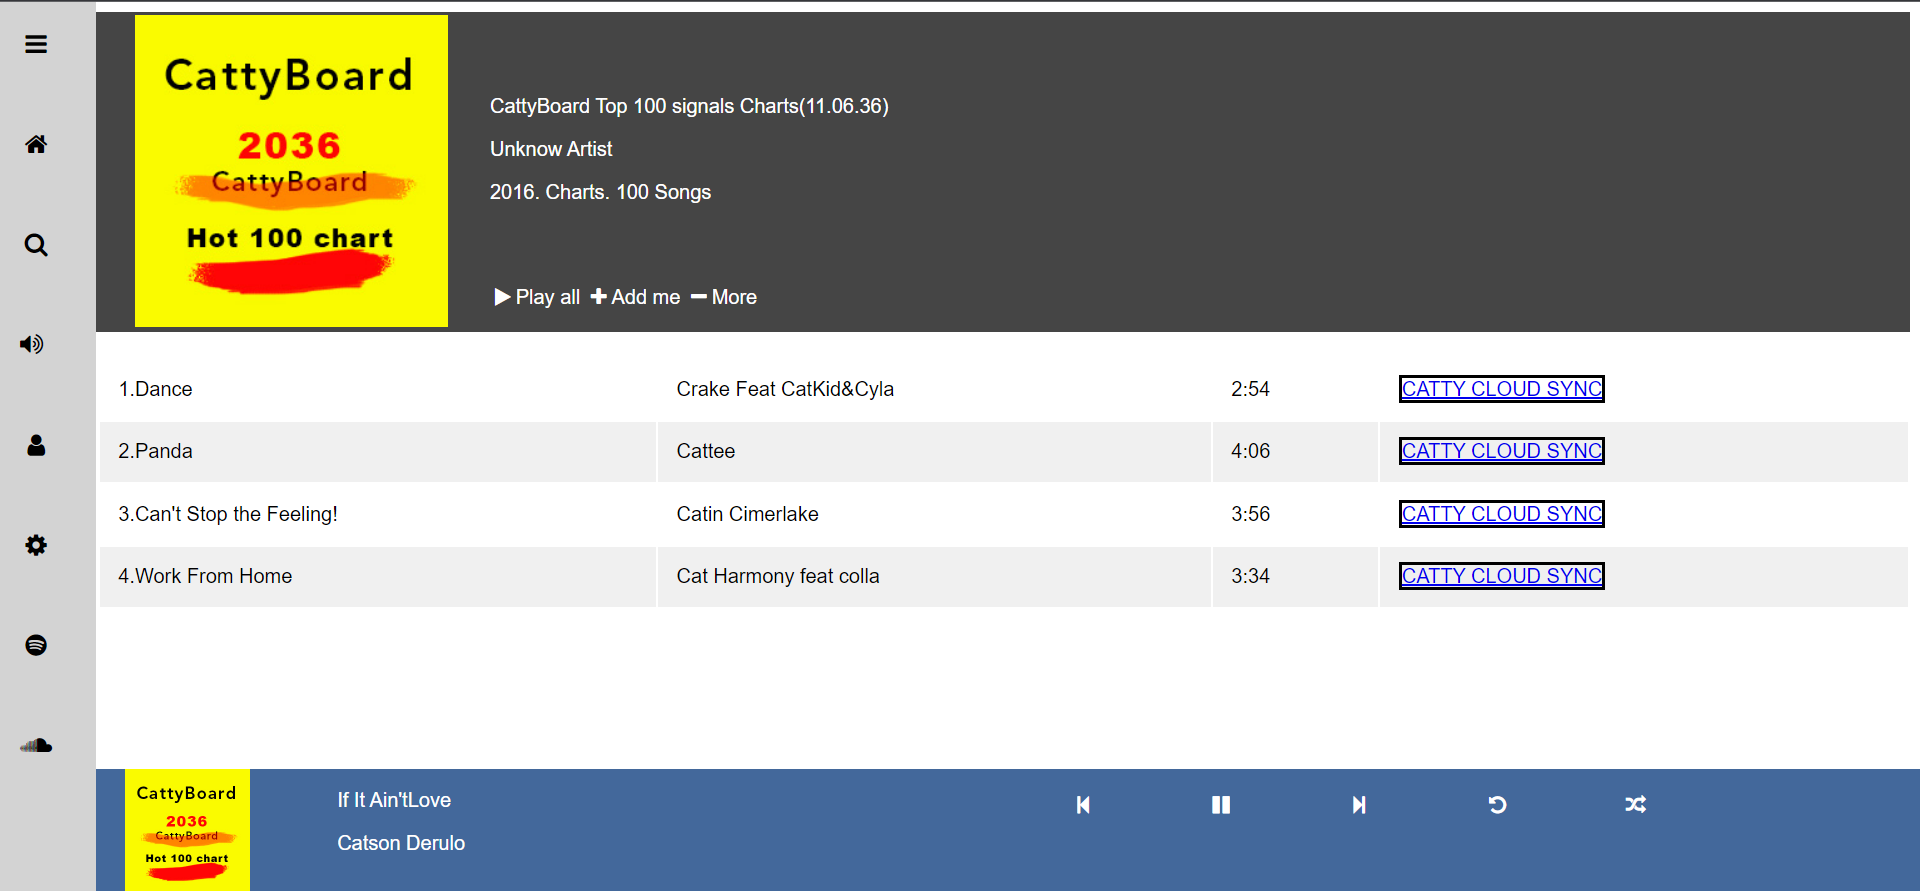 CattyBoard
2036
CattyBoard
Hot 100 chart
CattyBoard Top 100 signals Charts(11.06.36)
Unknow Artist
2016. Charts. 100 Songs
Play all Add me More
1.Dance Crake Feat CatKid&Cyla 2:54 CATTY CLOUD SYNC
2.Panda Cattee 4:06 CATTY CLOUD SYNC
3.Can't Stop the Feeling! Catin Cimerlake 3:56 CATTY CLOUD SYNC
4.Work From Home Cat Harmony feat colla 3:34 CATTY CLOUD SYNC
CattyBoard
2036
CattyBoard
Hot 100 chart
If It Ain'tLove
Catson Derulo